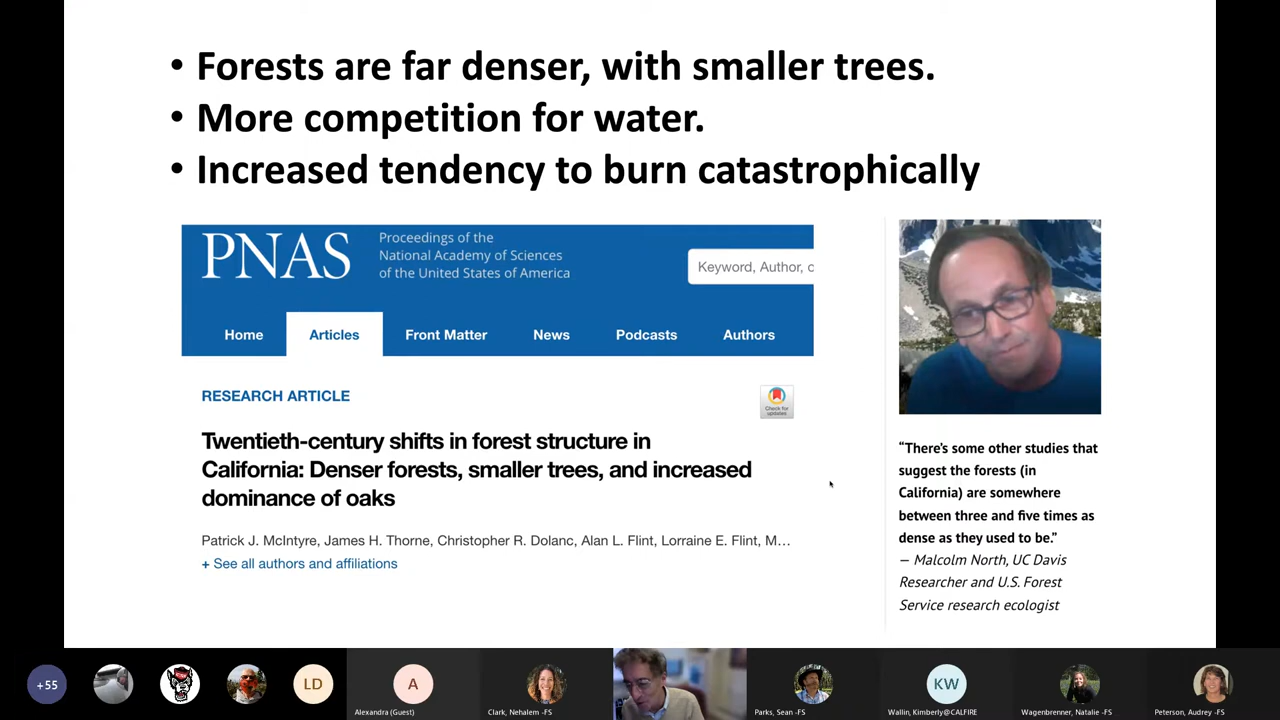 • Forests are far denser, with smaller trees.
• More competition for water.
• Increased tendency to burn catastrophically
PNAS
Proceedings of the
National Academy of Sciences
of the United States of America
Keyword, Author, o
Home Articles Front Matter News Podcasts Authors
RESEARCH ARTICLE
Check for
updates
Twentieth-century shifts in forest structure in
California: Denser forests, smaller trees, and increased
dominance of oaks
Patrick J. McIntyre, James H. Thorne, Christopher R. Dolanc, Alan L. Flint, Lorraine E. Flint, M...
+ See all authors and affiliations
“There’s some other studies that
suggest the forests (in
California) are somewhere
between three and five times as
dense as they used to be.”
— Malcolm North, UC Davis
Researcher and U.S. Forest
Service research ecologist
+55
LD
A
KW
Alexandra (Guest)
Clark, Nehalem -FS
Parks, Sean -FS
Wallin, Kimberly@CALFIRE
Wagenbrenner, Natalie -FS
Peterson, Audrey -FS